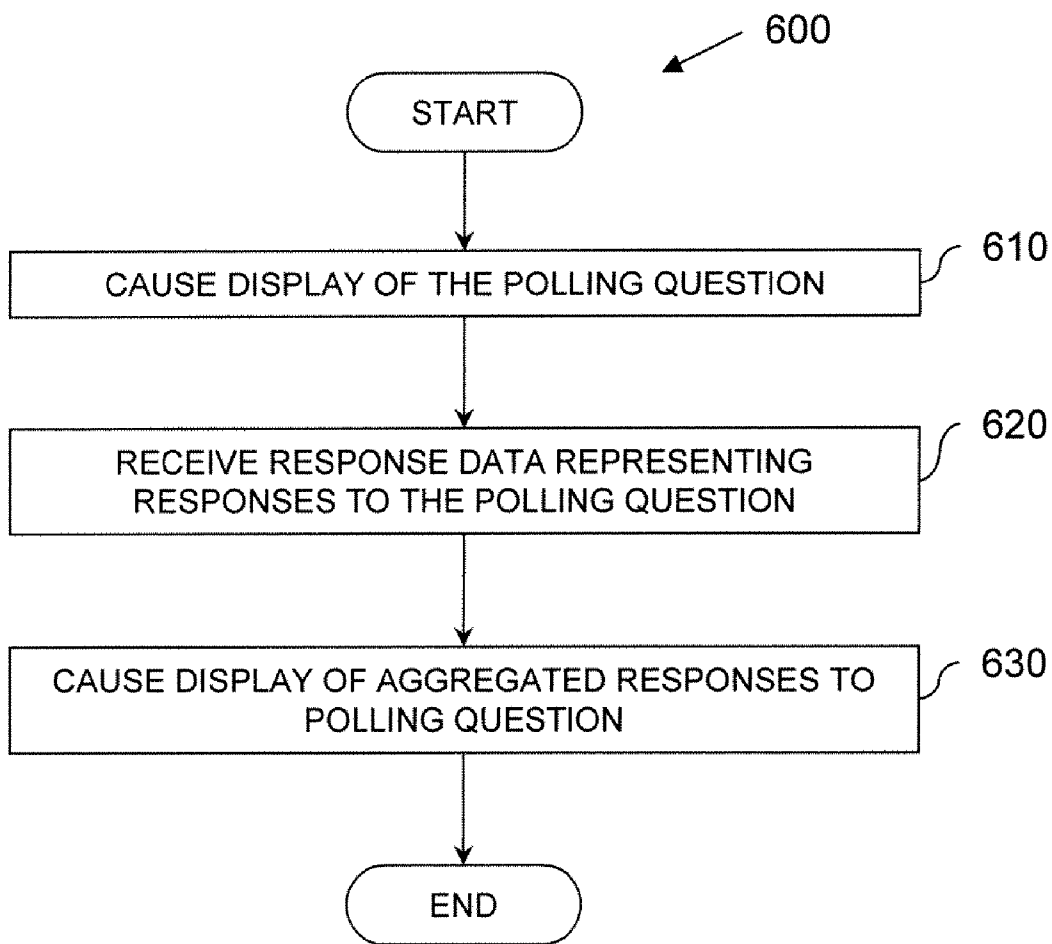 600
START
610
CAUSE DISPLAY OF THE POLLING QUESTION
620
RECEIVE RESPONSE DATA REPRESENTING
RESPONSES TO THE POLLING QUESTION
630
CAUSE DISPLAY OF AGGREGATED RESPONSES TO
POLLING QUESTION
END